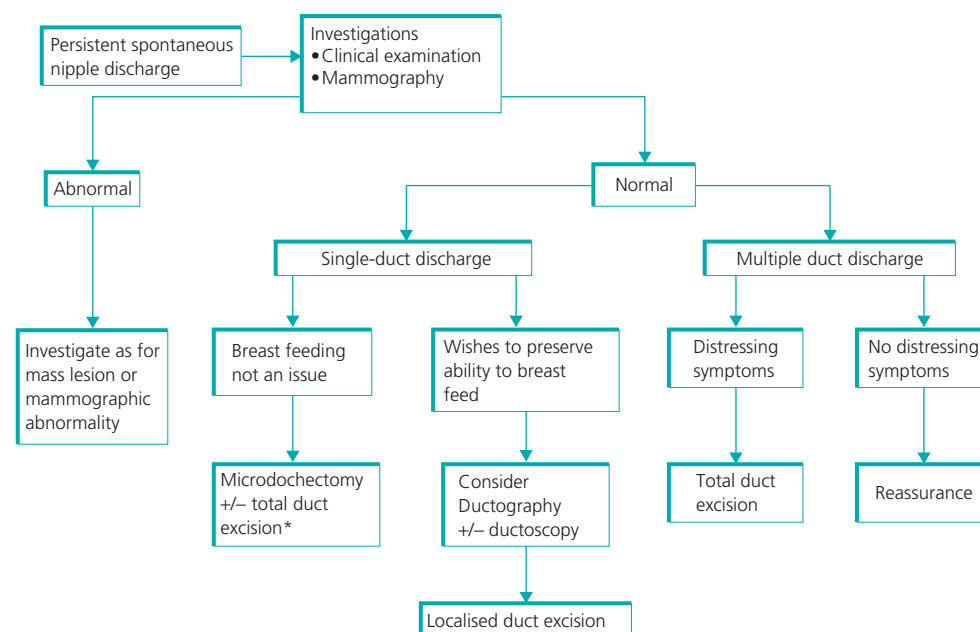 Persistent spontaneous
nipple discharge
Investigations
• Clinical examination
• Mammography
Abnormal
Normal
Single-duct discharge
Multiple duct discharge
Investigate as for
mass lesion or
mammographic
abnormality
Breast feeding
not an issue
Wishes to preserve
ability to breast
feed
Distressing
symptoms
No distressing
symptoms
Microdochectomy
+/– total duct
excision*
Consider
Ductography
+/– ductoscopy
Total duct
excision
Reassurance
Localised duct excision